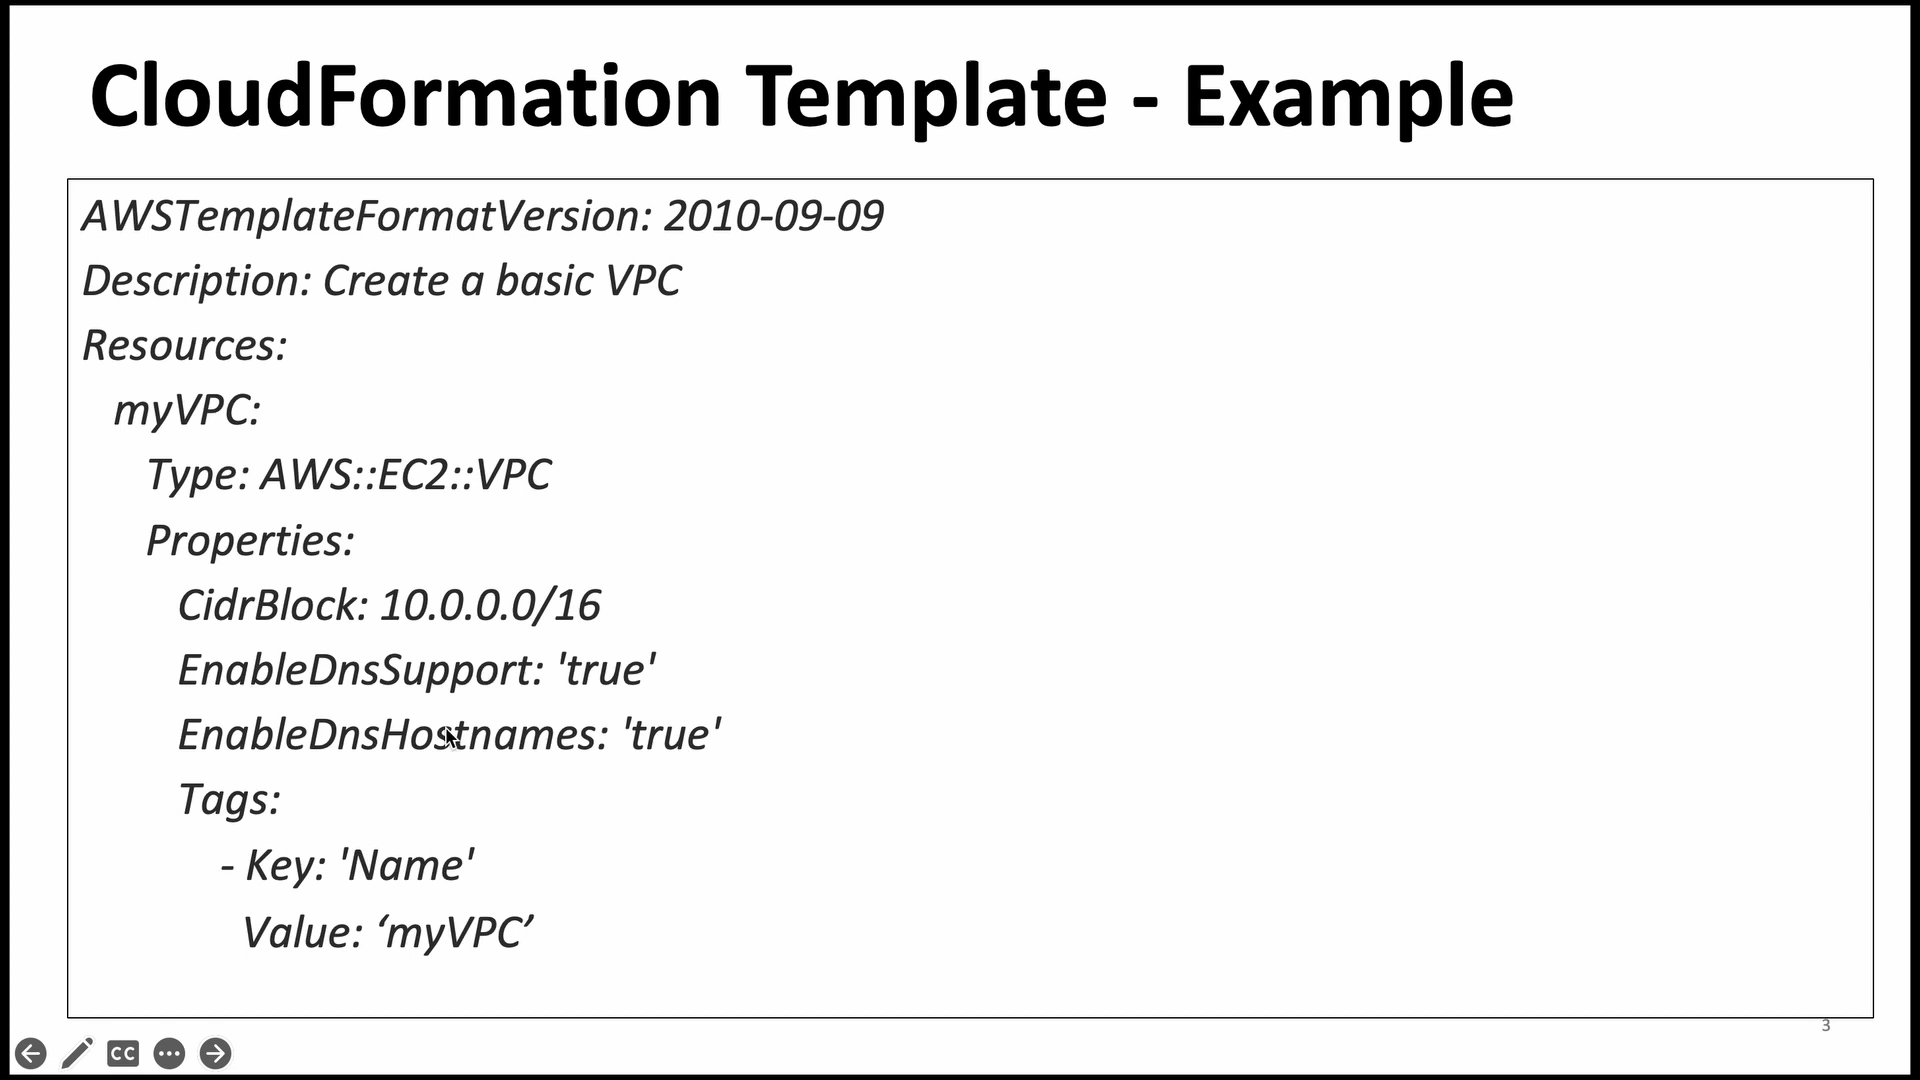 CloudFormation Template - Example
AWSTemplateFormatVersion: 2010-09-09
Description: Create a basic VPC
Resources:
myVPC:
Type: AWS::EC2::VPC
Properties:
CidrBlock: 10.0.0.0/16
EnableDnsSupport: 'true'
EnableDnsHostnames: 'true'
Tags:
- Key: 'Name'
Value: ‘myVPC’
3
CC